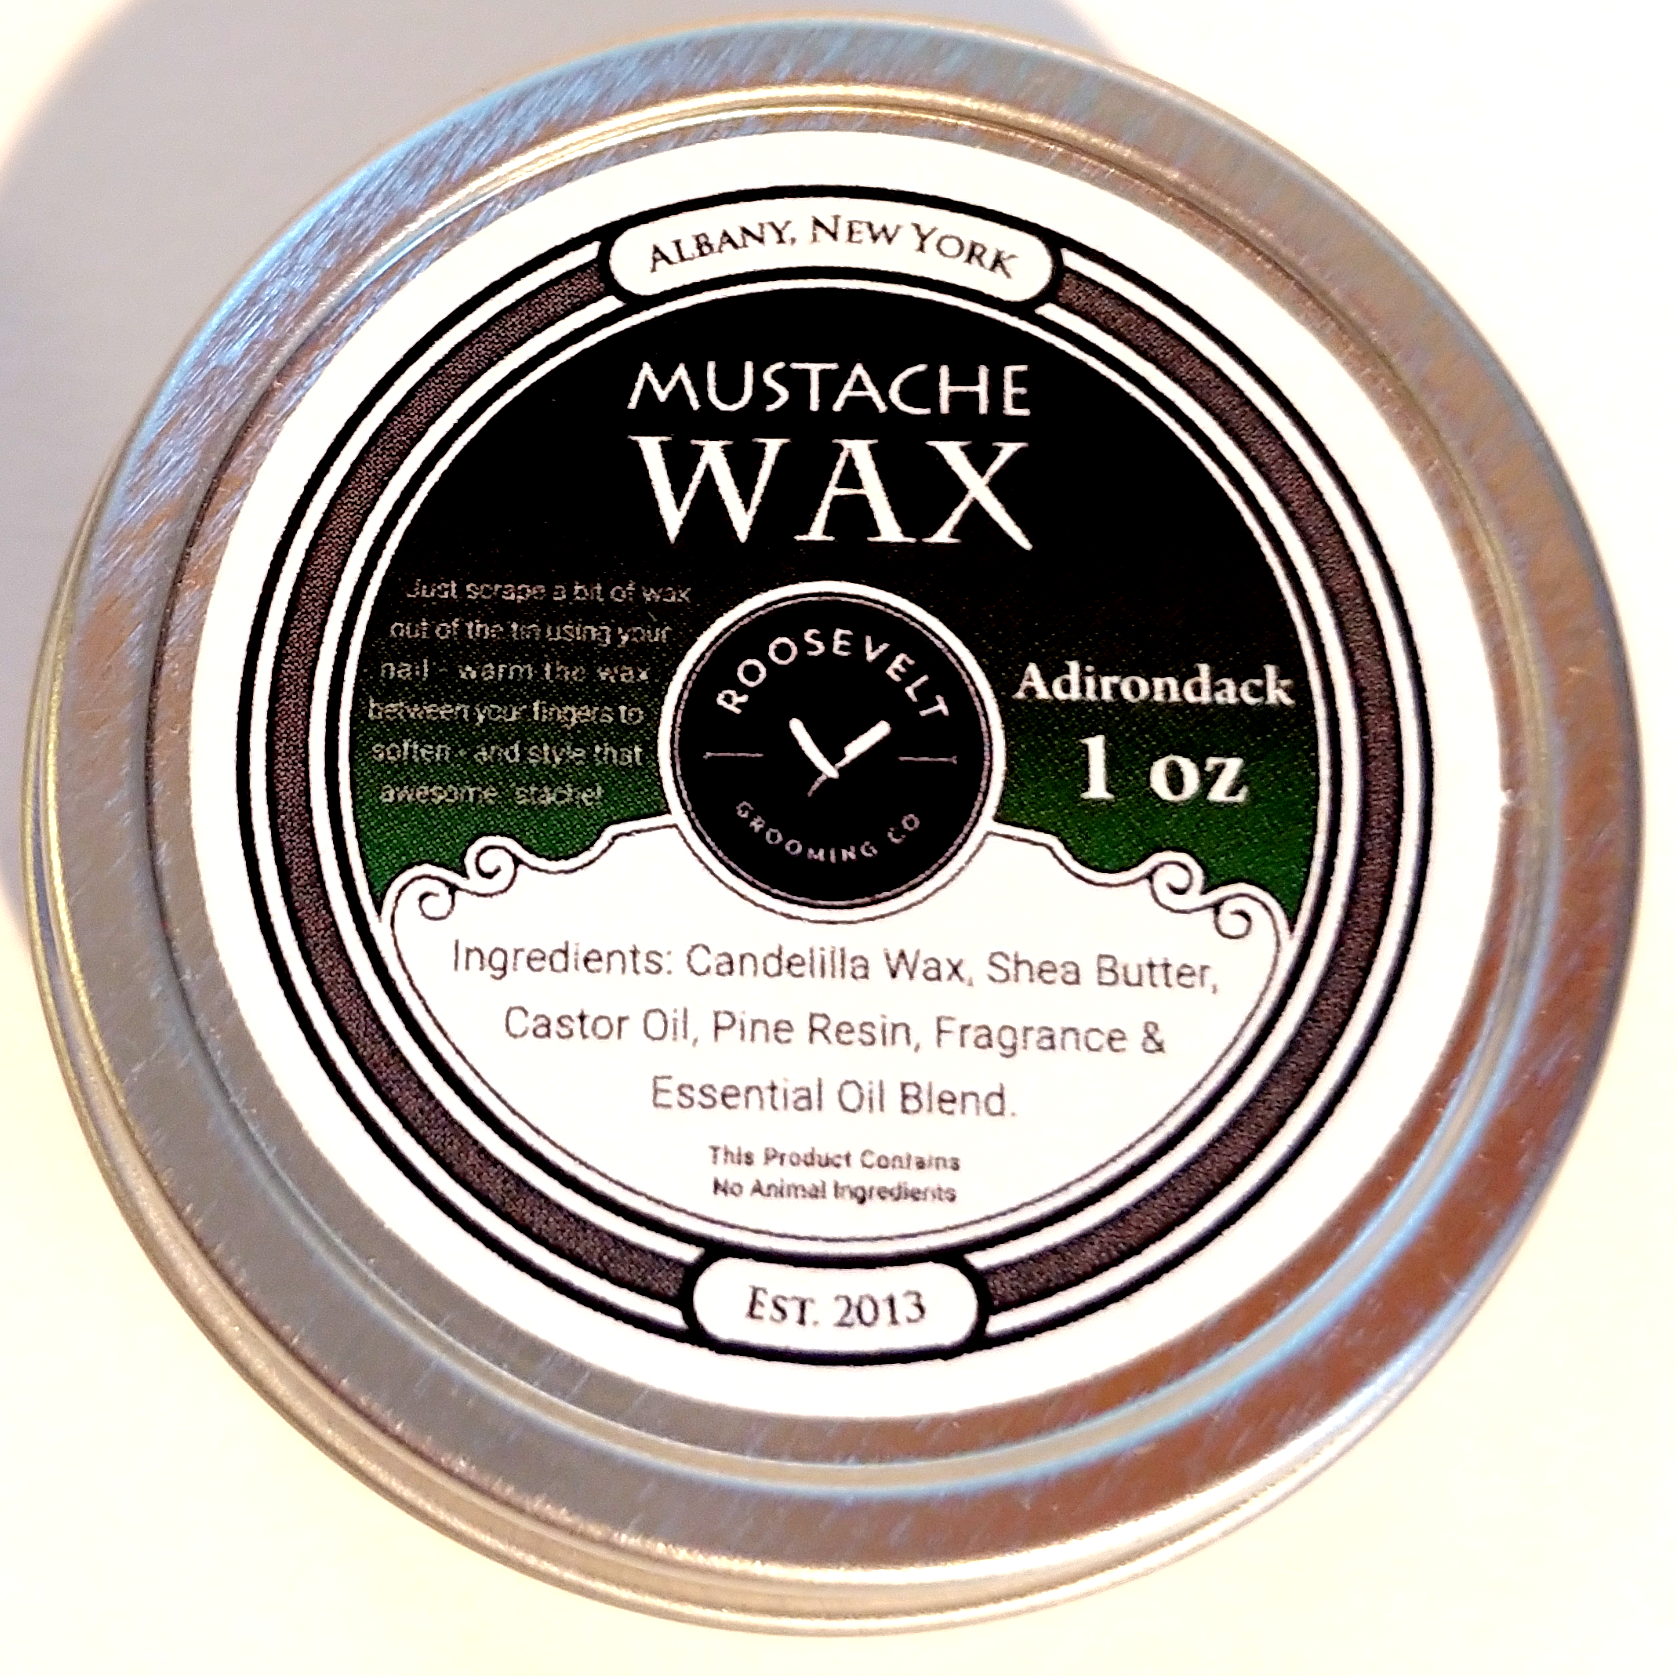 ALBANY, NEW YORK
MUSTACHE
WAX
Just scrape a bit of wax
out of the tin using your
nail - warm the wax
between your fingers to
soften - and style that
awesome 'stache!
ROOSEVELT
GROOMING CO
Adirondack
1 oz
Ingredients: Candelilla Wax, Shea Butter,
Castor Oil, Pine Resin, Fragrance &
Essential Oil Blend.
This Product Contains
No Animal Ingredients
EST. 2013